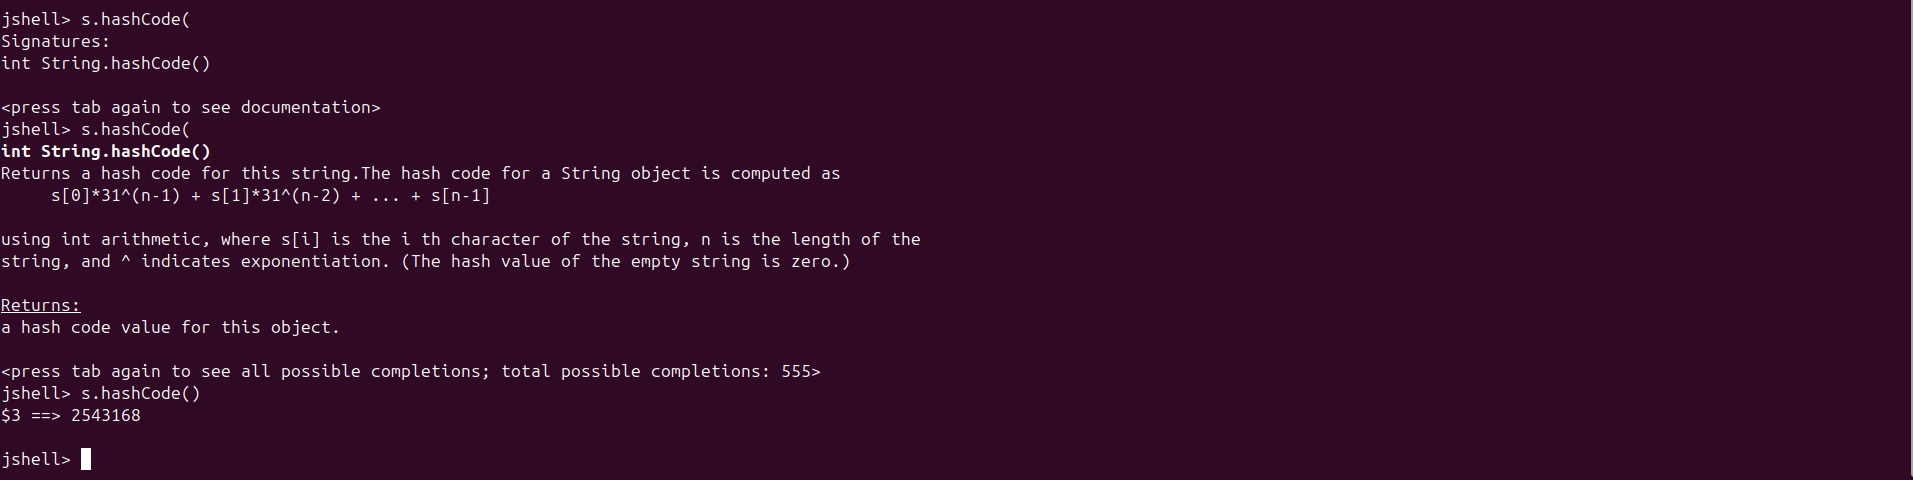 jshell> s.hashCode(
Signatures:
int String.hashCode()
<press tab again to see documentation>
jshell> s.hashCode(
int String.hashCode()
Returns a hash code for this string.The hash code for a String object is computed as
s[0]*31^(n-1) + s[1]*31^(n-2) + ... + s[n-1]
using int arithmetic, where s[i] is the i th character of the string, n is the length of the
string, and ^ indicates exponentiation. (The hash value of the empty string is zero.)
Returns:
a hash code value for this object.
<press tab again to see all possible completions; total possible completions: 555>
jshell> s.hashCode()
$3 ==> 2543168
jshell>